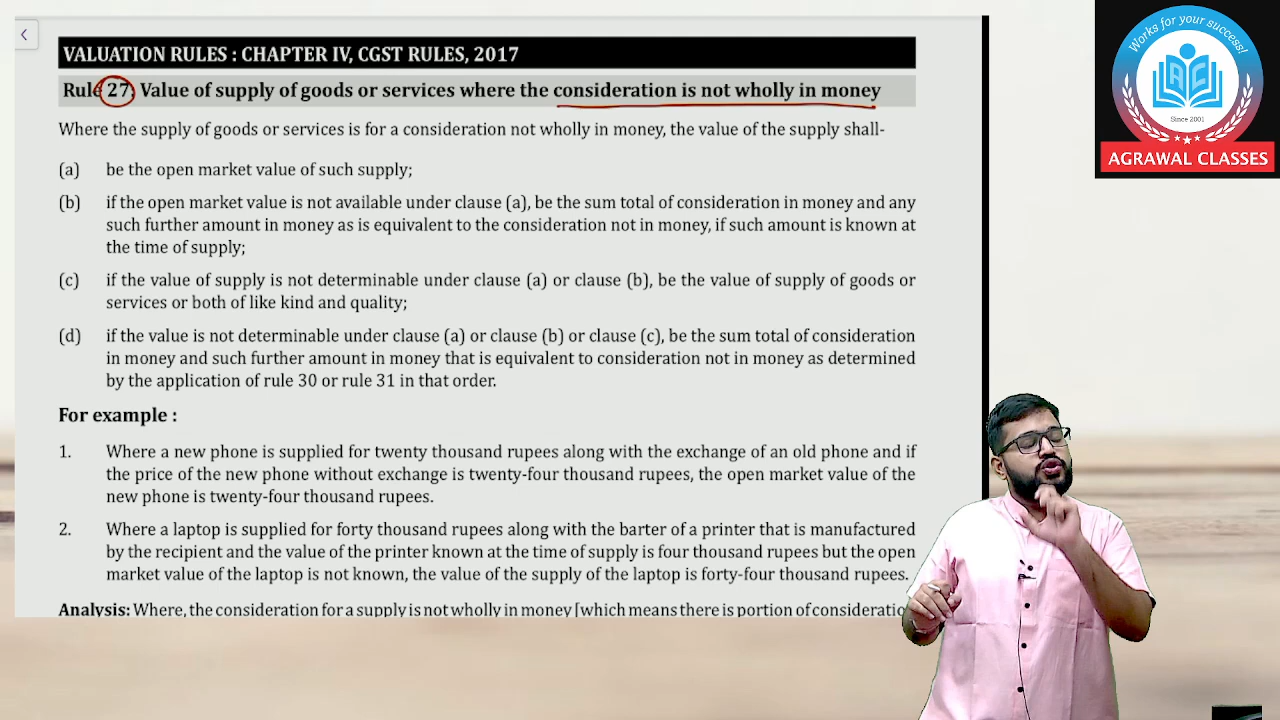 VALUATION RULES : CHAPTER IV, CGST RULES, 2017
Rule 27. Value of supply of goods or services where the consideration is not wholly in money
Where the supply of goods or services is for a consideration not wholly in money, the value of the supply shall-
(a) be the open market value of such supply;
(b) if the open market value is not available under clause (a), be the sum total of consideration in money and any
such further amount in money as is equivalent to the consideration not in money, if such amount is known at
the time of supply;
(c) if the value of supply is not determinable under clause (a) or clause (b), be the value of supply of goods or
services or both of like kind and quality;
(d) if the value is not determinable under clause (a) or clause (b) or clause (c), be the sum total of consideration
in money and such further amount in money that is equivalent to consideration not in money as determined
by the application of rule 30 or rule 31 in that order.
For example :
1. Where a new phone is supplied for twenty thousand rupees along with the exchange of an old phone and if
the price of the new phone without exchange is twenty-four thousand rupees, the open market value of the
new phone is twenty-four thousand rupees.
2. Where a laptop is supplied for forty thousand rupees along with the barter of a printer that is manufactured
by the recipient and the value of the printer known at the time of supply is four thousand rupees but the open
market value of the laptop is not known, the value of the supply of the laptop is forty-four thousand rupees.
Analysis: Where, the consideration for a supply is not wholly in money [which means there is portion of
Works for your success!
AC
Since 2001
AGRAWAL CLASSES